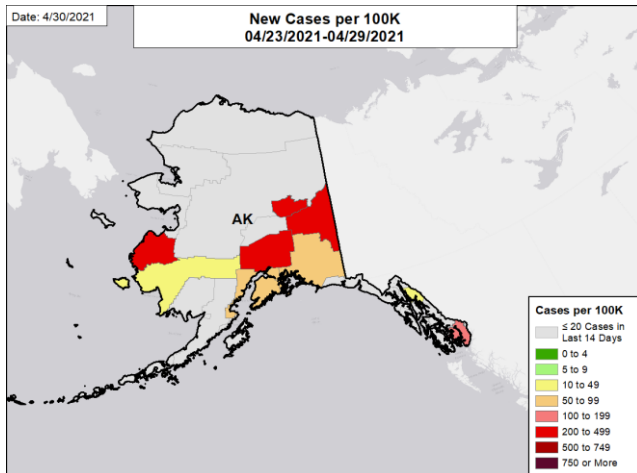 Date: 4/30/2021
New Cases per 100K
04/23/2021-04/29/2021
AK
Cases per 100K
≤ 20 Cases in
Last 14 Days
0 to 4
5 to 9
10 to 49
50 to 99
100 to 199
200 to 499
500 to 749
750 or More